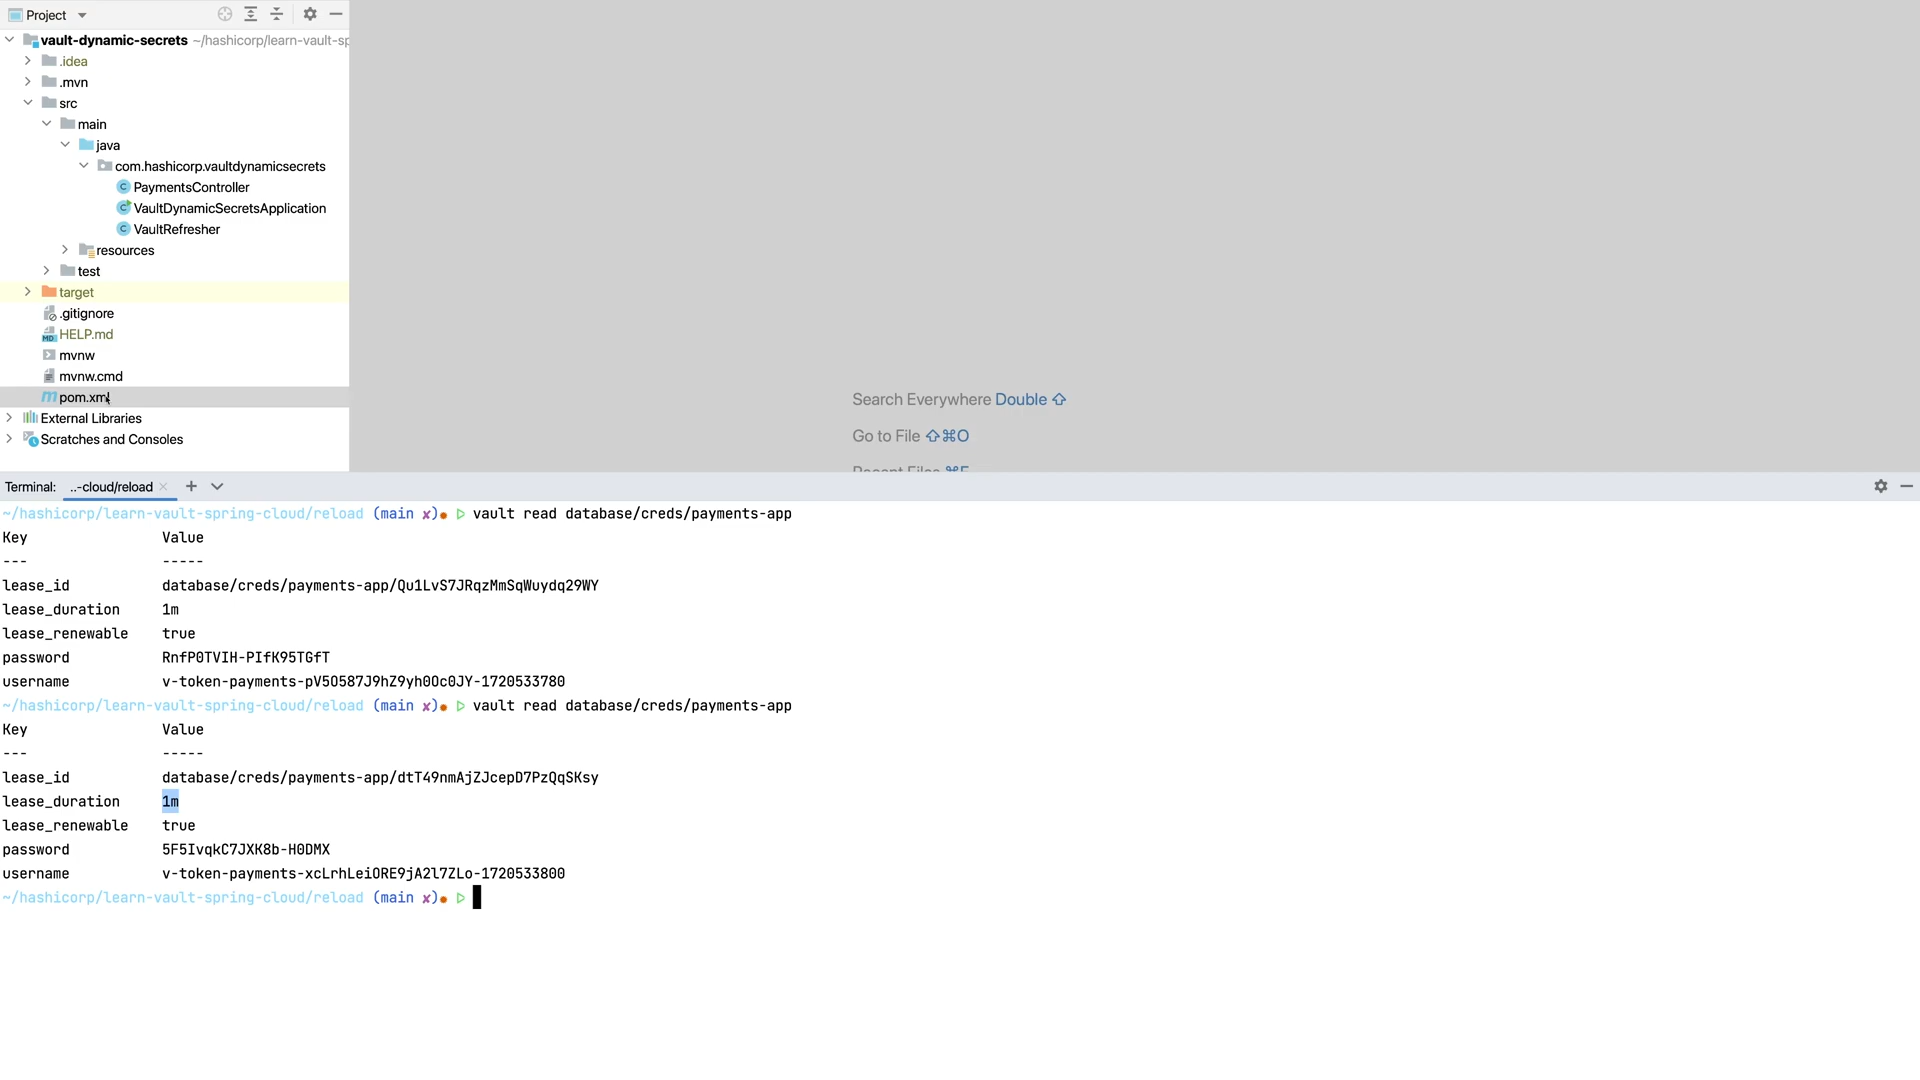 Project
vault-dynamic-secrets ~/hashicorp/learn-vault-sp
.idea
.mvn
src
main
java
com.hashicorp.vaultdynamicsecrets
PaymentsController
VaultDynamicSecretsApplication
VaultRefresher
resources
test
target
.gitignore
HELP.md
mvnw
mvnw.cmd
pom.xml
External Libraries
Scratches and Consoles
Search Everywhere Double ⇧
Go to File ⇧⌘O
Recent Files ⌘E
Terminal: ..-cloud/reload
~/hashicorp/learn-vault-spring-cloud/reload (main ✘)● ▷ vault read database/creds/payments-app
Key Value
--- -----
lease_id database/creds/payments-app/Qu1LvS7JRqzMmSqWuydq29WY
lease_duration 1m
lease_renewable true
password RnfP0TVIH-PIfK95TGfT
username v-token-payments-pV5O587J9hZ9yh0Oc0JY-1720533780
~/hashicorp/learn-vault-spring-cloud/reload (main ✘)● ▷ vault read database/creds/payments-app
Key Value
--- -----
lease_id database/creds/payments-app/dtT49nmAjZJcepD7PzQqSKsy
lease_duration 1m
lease_renewable true
password 5F5IvqkC7JXK8b-H0DMX
username v-token-payments-xcLrhLeiORE9jA2l7ZLo-1720533800
~/hashicorp/learn-vault-spring-cloud/reload (main ✘)● ▷